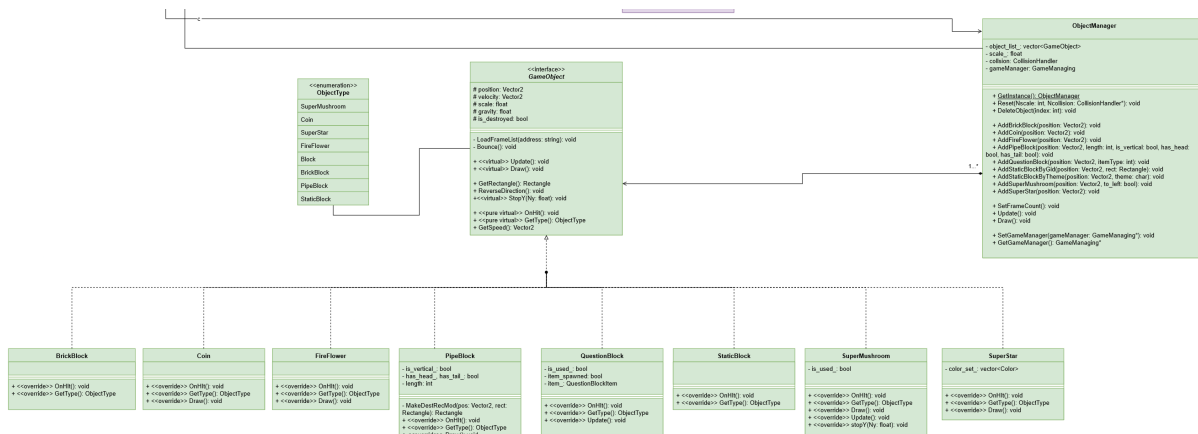 ObjectManager
- object_list_: vector<GameObject>
- scale_: float
- collision: CollisionHandler
- gameManager: GameManaging
+ GetInstance(): ObjectManager
+ Reset(Nscale: int, Ncollision: CollisionHandler*): void
+ DeleteObject(index: int): void
+ AddBrickBlock(position: Vector2): void
+ AddCoin(position: Vector2): void
+ AddFireFlower(position: Vector2): void
+ AddPipeBlock(position: Vector2, length: int, is_vertical: bool, has_head:
bool, has_tail: bool): void
+ AddQuestionBlock(position: Vector2, itemType: int): void
+ AddStaticBlockByGid(position: Vector2, rect: Rectangle): void
+ AddStaticBlockByTheme(position: Vector2, theme: char): void
+ AddSuperMushroom(position: Vector2, to_left: bool): void
+ AddSuperStar(position: Vector2): void
+ SetFrameCount(): void
+ Update(): void
+ Draw(): void
+ SetGameManager(gameManager: GameManaging*): void
+ GetGameManager(): GameManaging*
<<interface>>
GameObject
# position: Vector2
# velocity: Vector2
# scale: float
# gravity: float
# is_destroyed: bool
- LoadFrameList(address: string): void
- Bounce(): void
+ <<virtual>> Update(): void
+ <<virtual>> Draw(): void
+ GetRectangle(): Rectangle
+ ReverseDirection(): void
+<<virtual>> StopY(Ny: float): void
+ <<pure virtual>> OnHit(): void
+ <<pure virtual>> GetType(): ObjectType
+ GetSpeed(): Vector2
<<enumeration>>
ObjectType
SuperMushroom
Coin
SuperStar
FireFlower
Block
BrickBlock
PipeBlock
StaticBlock
1...*
BrickBlock
+ <<override>> OnHit(): void
+ <<override>> GetType(): ObjectType
Coin
+ <<override>> OnHit(): void
+ <<override>> GetType(): ObjectType
+ <<override>> Draw(): void
FireFlower
+ <<override>> OnHit(): void
+ <<override>> GetType(): ObjectType
+ <<override>> Draw(): void
PipeBlock
- is_vertical_: bool
- has_head_, has_tail_: bool
- length: int
- MakeDestRecMod(pos: Vector2, rect:
Rectangle): Rectangle
+ <<override>> OnHit(): void
+ <<override>> GetType(): ObjectType
QuestionBlock
- is_used_: bool
- item_spawned: bool
- item_: QuestionBlockItem
+ <<override>> OnHit(): void
+ <<override>> GetType(): ObjectType
+ <<override>> Update(): void
StaticBlock
+ <<override>> OnHit(): void
+ <<override>> GetType(): ObjectType
SuperMushroom
- is_used_: bool
+ <<override>> OnHit(): void
+ <<override>> GetType(): ObjectType
+ <<override>> Draw(): void
+ <<override>> Update(): void
+ <<override>> stopY(Ny: float): void
SuperStar
- color_set_: vector<Color>
+ <<override>> OnHit(): void
+ <<override>> GetType(): ObjectType
+ <<override>> Draw(): void